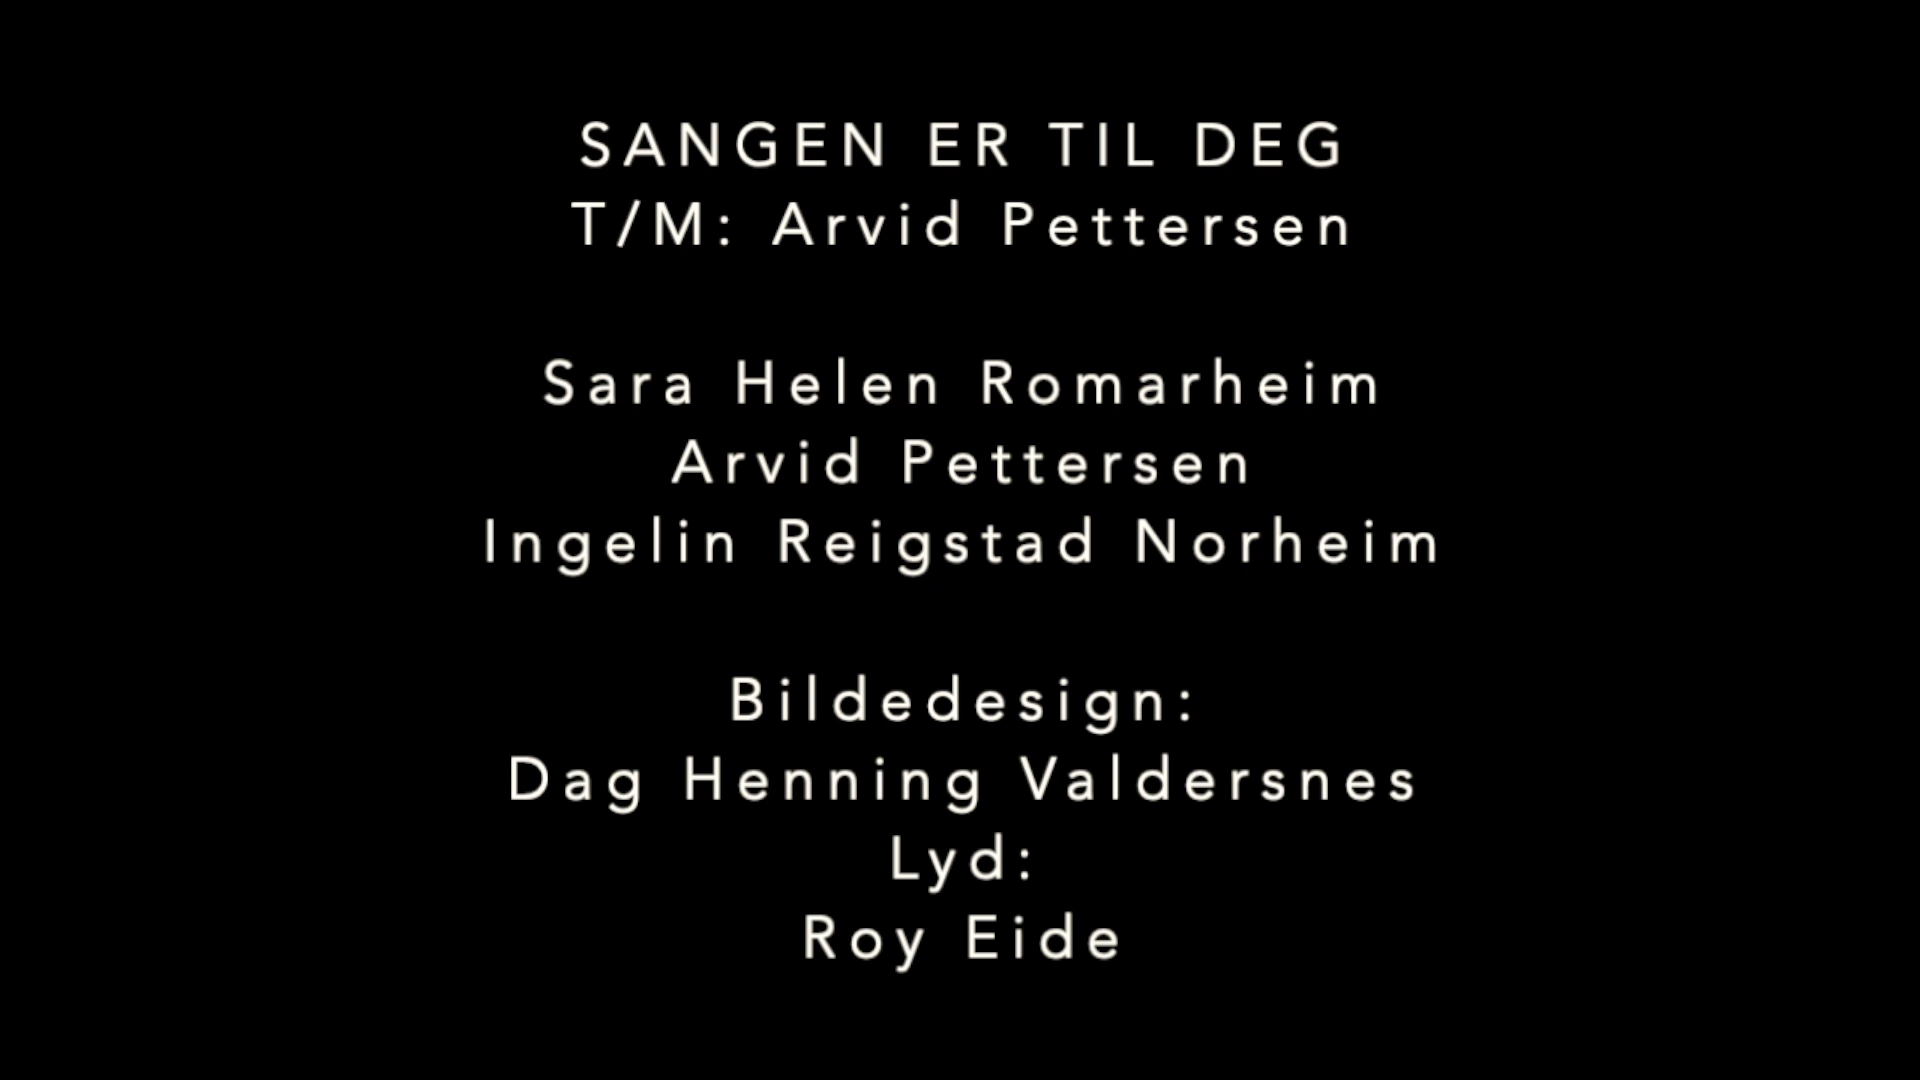 SANGEN ER TIL DEG
T/M: Arvid Pettersen
Sara Helen Romarheim
Arvid Pettersen
Ingelin Reigstad Norheim
Bildedesign:
Dag Henning Valdersnes
Lyd:
Roy Eide